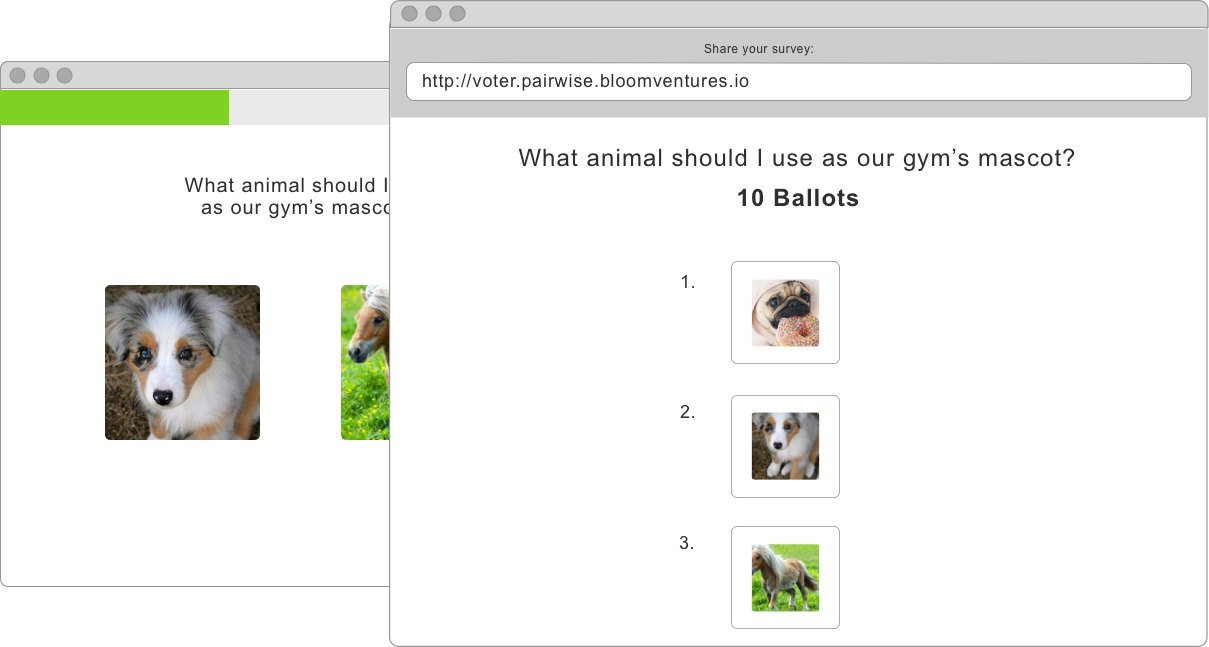 Share your survey:
http://voter.pairwise.bloomventures.io
What animal should I use as our gym’s mascot?
10 Ballots
1.
2.
3.
What animal should I
as our gym’s masco